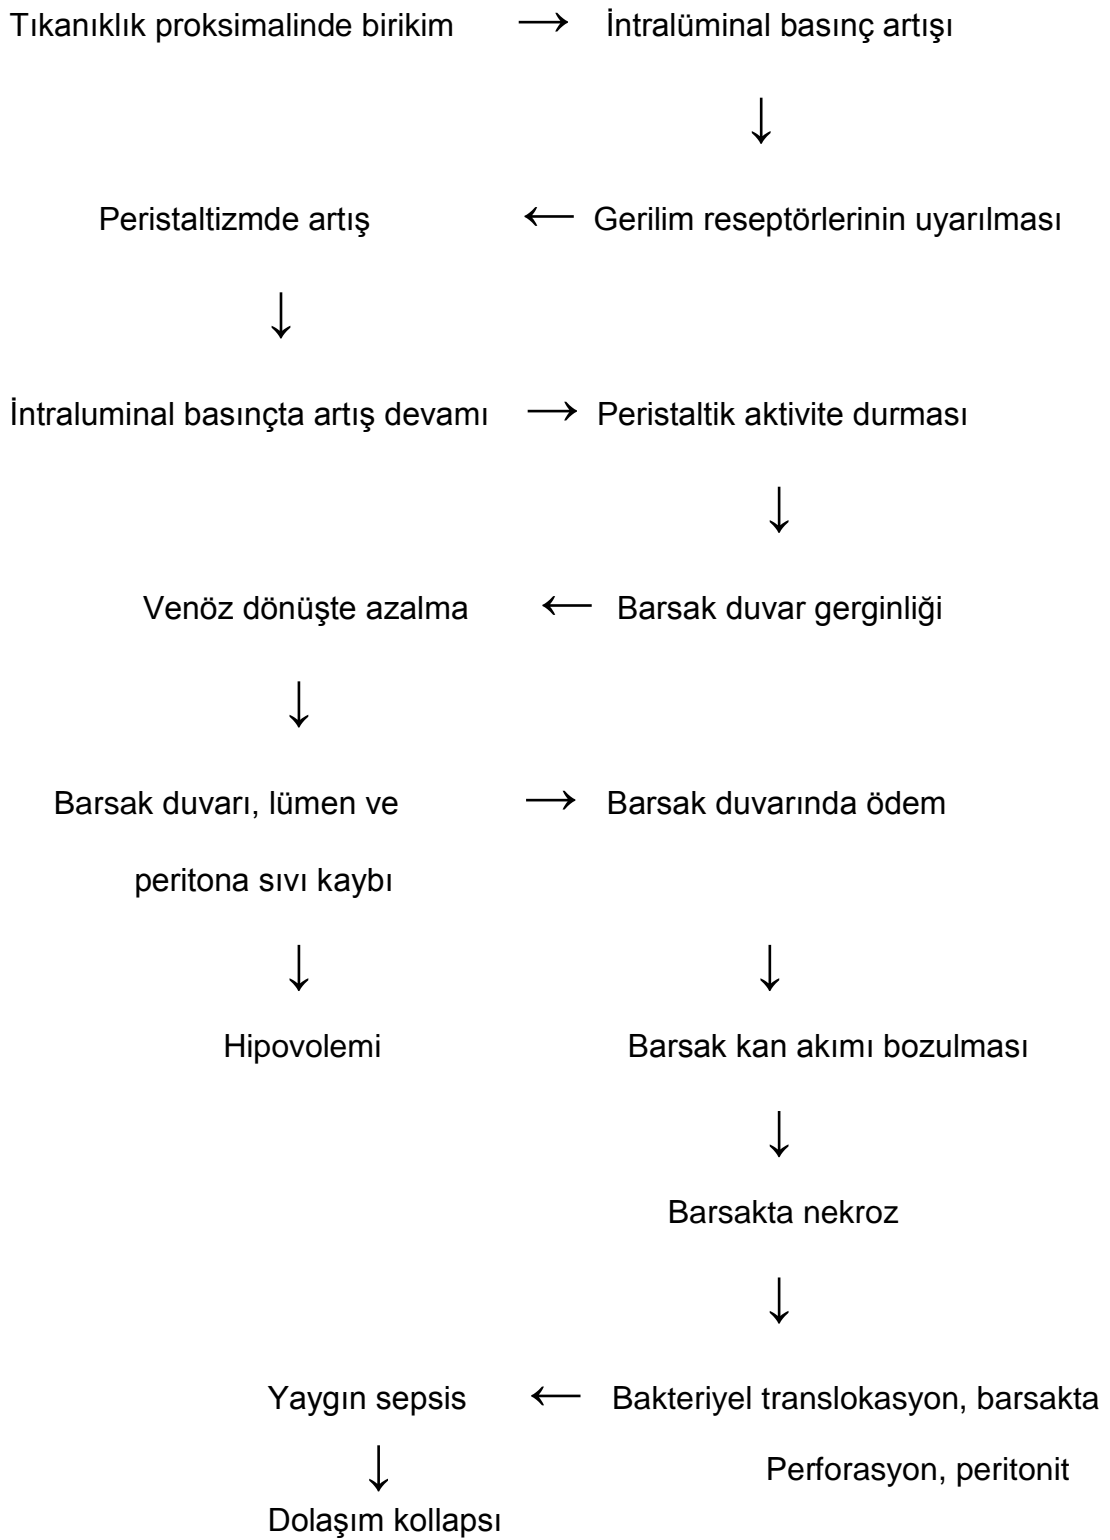 Tıkanıklık proksimalinde birikim → İntralüminal basınç artışı
↓
Peristaltizmde artış ← Gerilim reseptörlerinin uyarılması
↓
İntraluminal basınçta artış devamı → Peristaltik aktivite durması
↓
Venöz dönüşte azalma ← Barsak duvar gerginliği
↓
Barsak duvarı, lümen ve → Barsak duvarında ödem
peritona sıvı kaybı
↓ ↓
Hipovolemi Barsak kan akımı bozulması
↓
Barsakta nekroz
↓
Yaygın sepsis ← Bakteriyel translokasyon, barsakta
↓ Perforasyon, peritonit
Dolaşım kollapsı